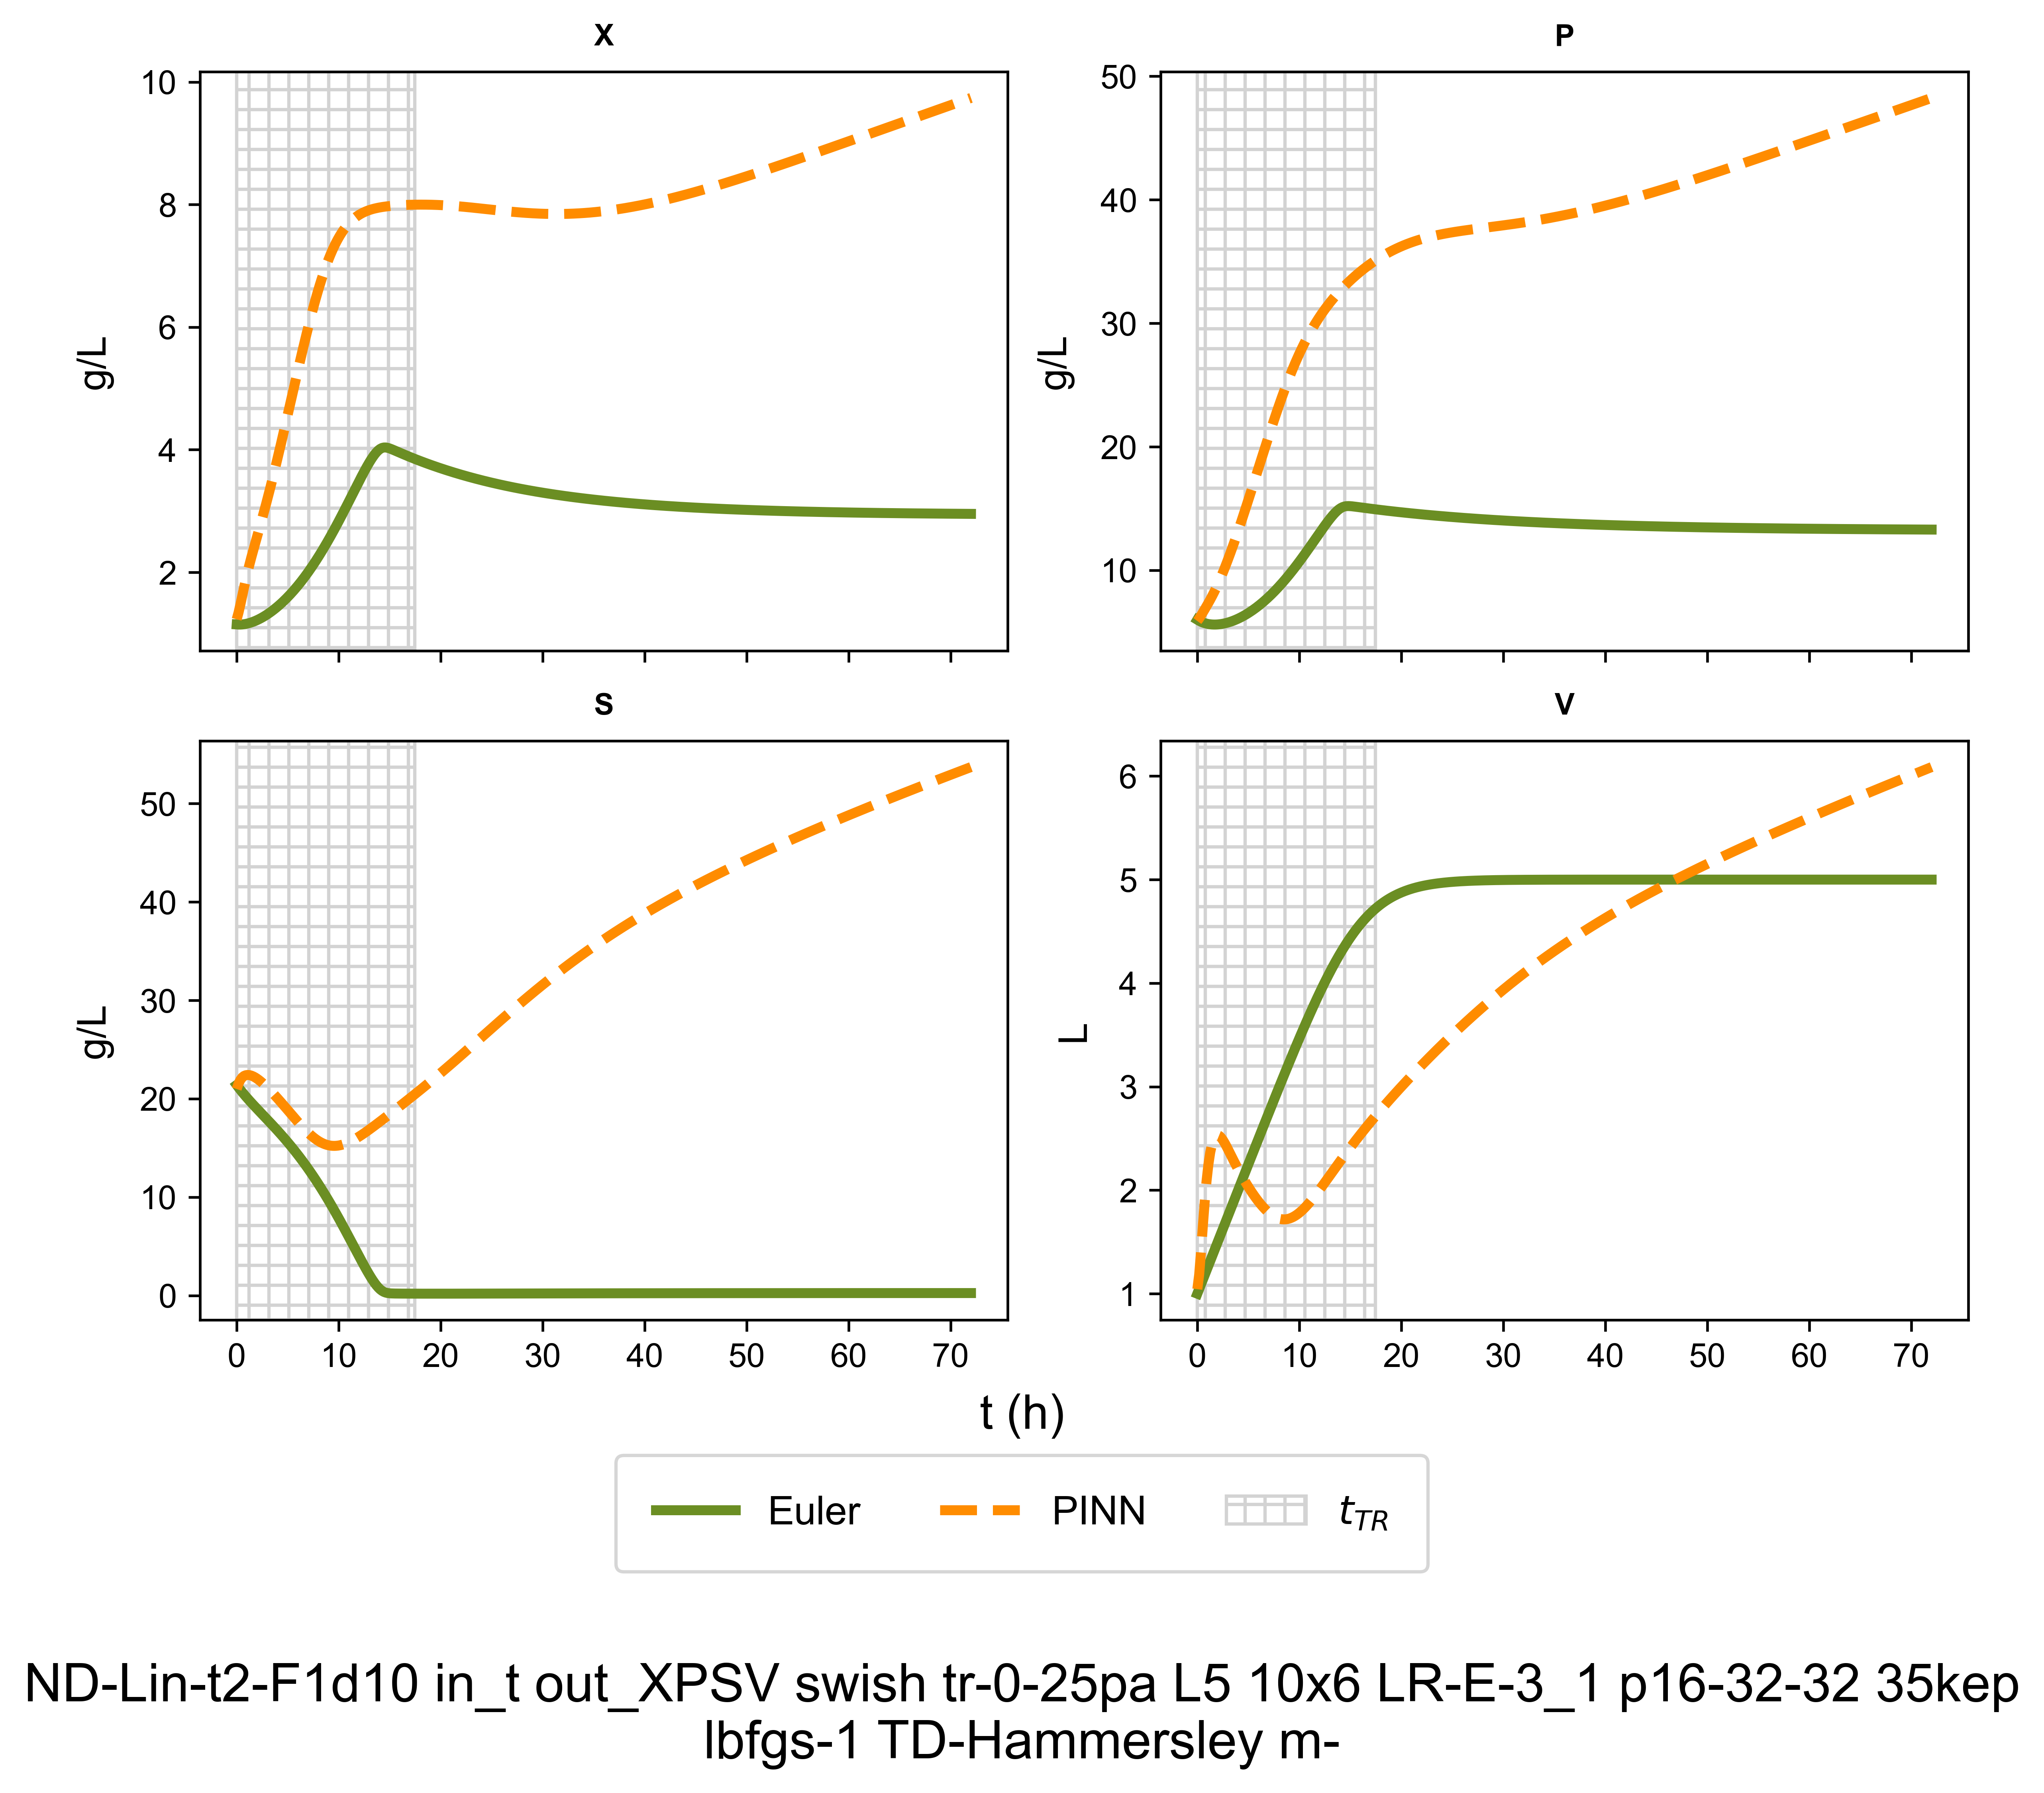 X
P
10
8
6
4
2
g/L
50
40
30
20
10
g/L
S
V
50
40
30
20
10
0
g/L
6
5
4
3
2
1
L
0 10 20 30 40 50 60 70
0 10 20 30 40 50 60 70
t (h)
Euler PINN t_{TR}
ND-Lin-t2-F1d10 in_t out_XPSV swish tr-0-25pa L5 10x6 LR-E-3_1 p16-32-32 35kep
lbfgs-1 TD-Hammersley m-